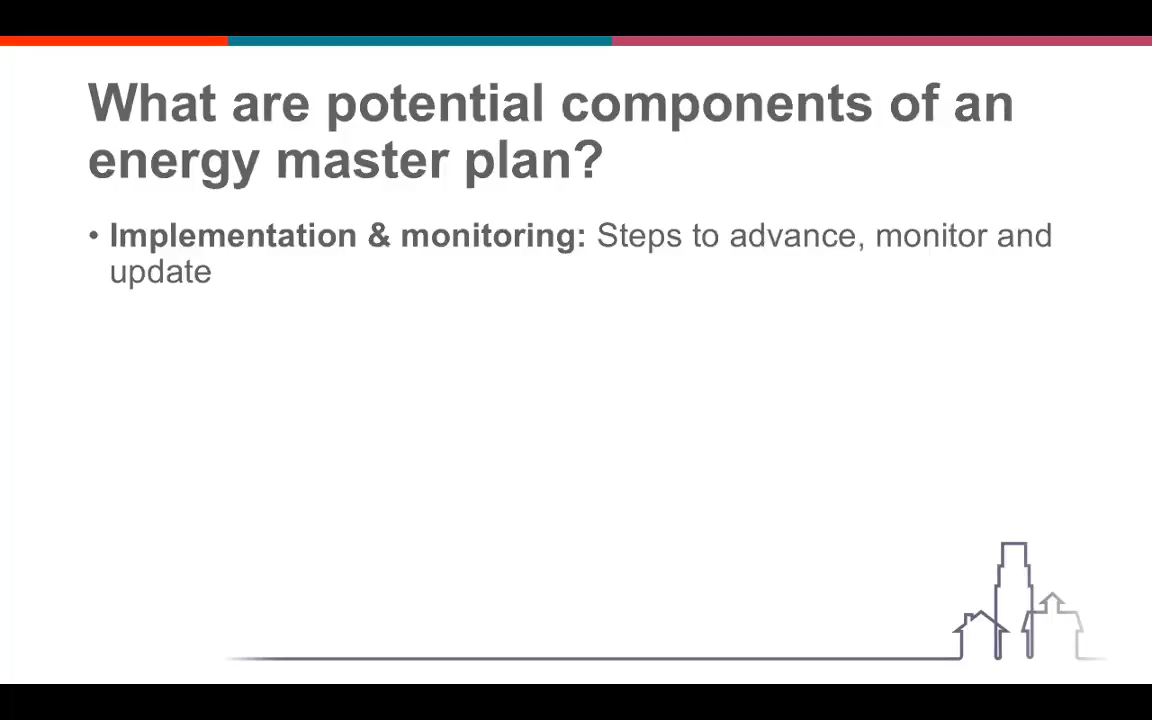 What are potential components of an
energy master plan?
• Implementation & monitoring: Steps to advance, monitor and
update